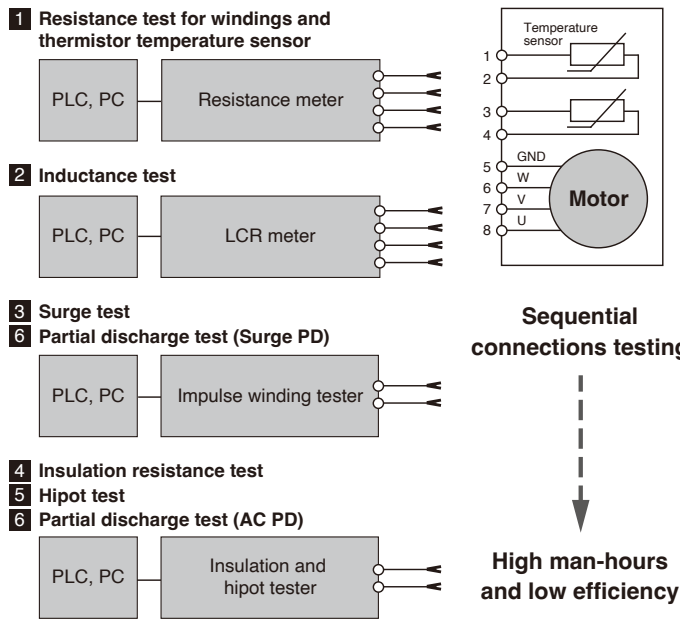 1 Resistance test for windings and
thermistor temperature sensor
PLC, PC
Resistance meter
2 Inductance test
PLC, PC
LCR meter
3 Surge test
6 Partial discharge test (Surge PD)
PLC, PC
Impulse winding tester
4 Insulation resistance test
5 Hipot test
6 Partial discharge test (AC PD)
PLC, PC
Insulation and
hipot tester
Temperature
sensor
1
2
3
4
5
GND
6
W
7
V
8
U
Motor
Sequential
connections testing
High man-hours
and low efficiency